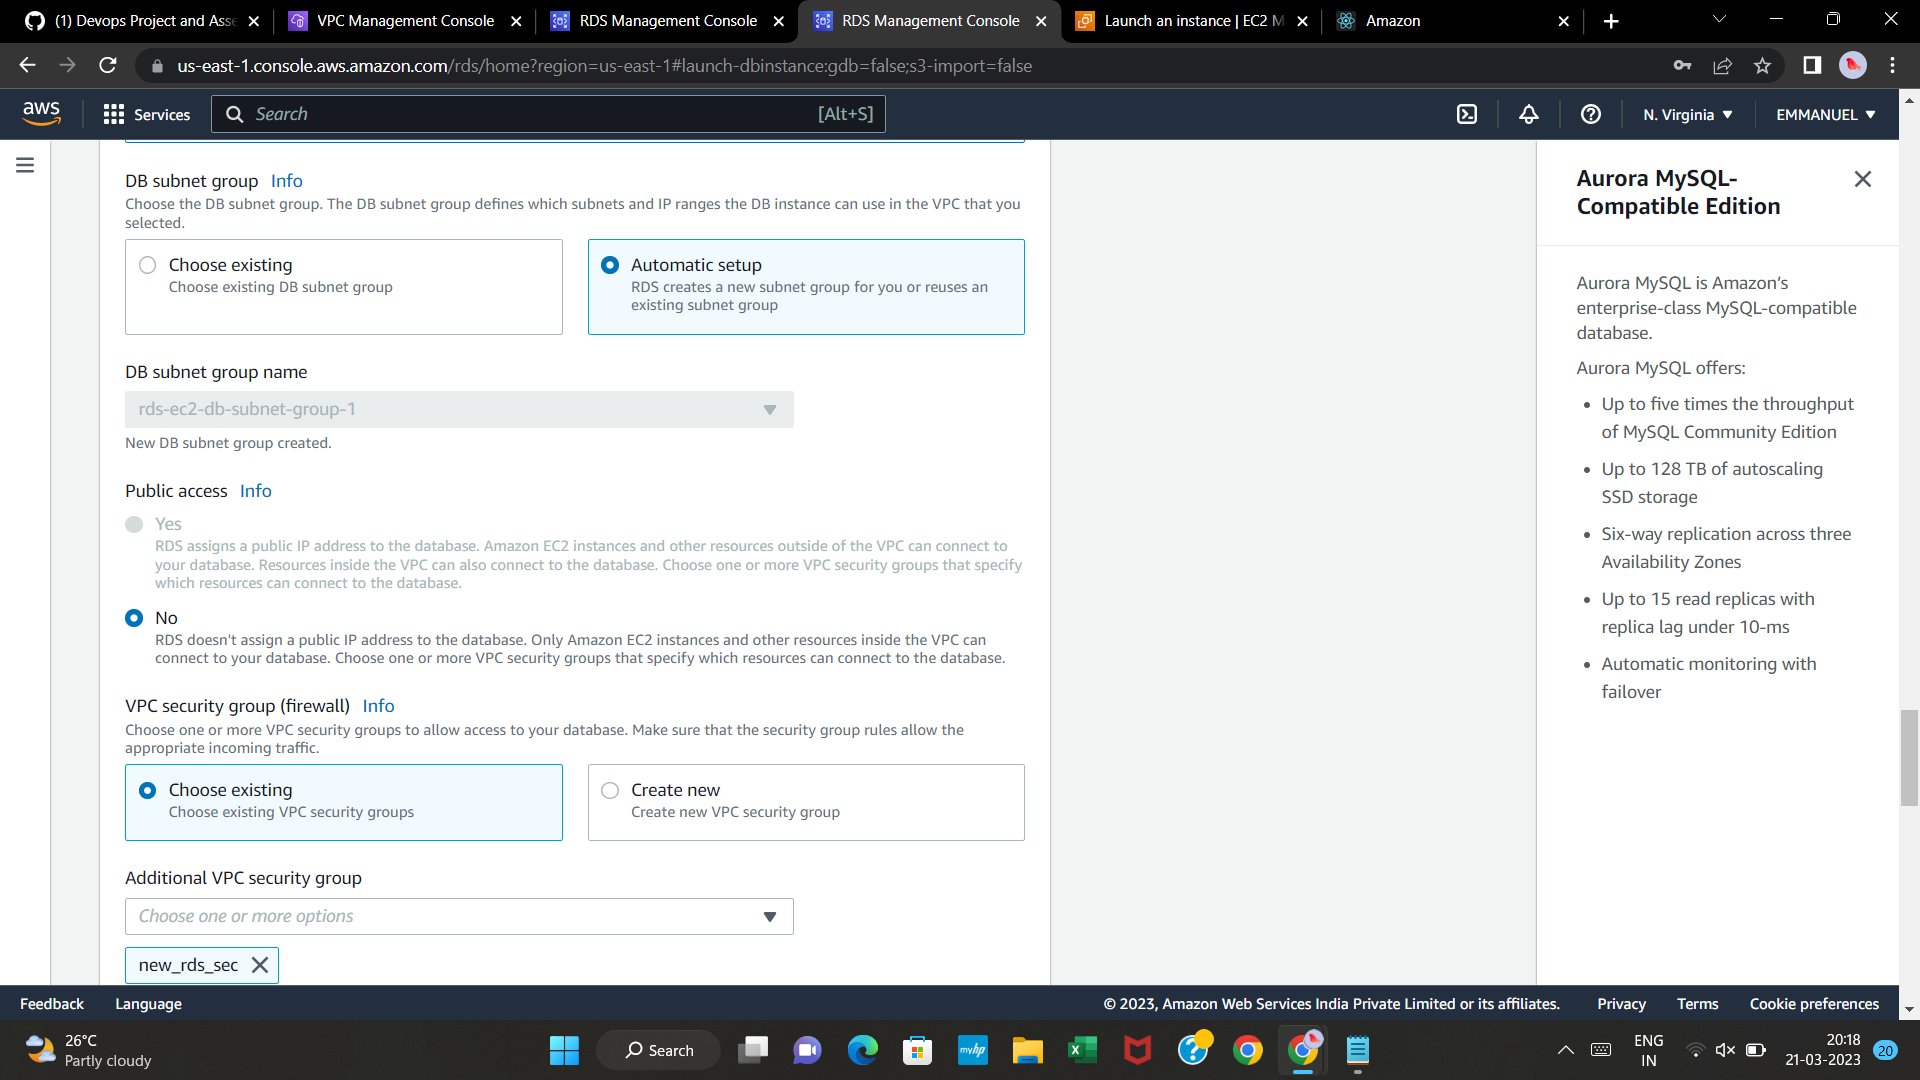 (1) Devops Project and Asse
VPC Management Console
RDS Management Console
RDS Management Console
Launch an instance | EC2 M
Amazon
us-east-1.console.aws.amazon.com/rds/home?region=us-east-1#launch-dbinstance:gdb=false;s3-import=false
aws
Services
Search
[Alt+S]
N. Virginia
EMMANUEL
DB subnet group Info
Choose the DB subnet group. The DB subnet group defines which subnets and IP ranges the DB instance can use in the VPC that you
selected.
Choose existing
Choose existing DB subnet group
Automatic setup
RDS creates a new subnet group for you or reuses an
existing subnet group
DB subnet group name
rds-ec2-db-subnet-group-1
New DB subnet group created.
Public access Info
Yes
RDS assigns a public IP address to the database. Amazon EC2 instances and other resources outside of the VPC can connect to
your database. Resources inside the VPC can also connect to the database. Choose one or more VPC security groups that specify
which resources can connect to the database.
No
RDS doesn't assign a public IP address to the database. Only Amazon EC2 instances and other resources inside the VPC can
connect to your database. Choose one or more VPC security groups that specify which resources can connect to the database.
VPC security group (firewall) Info
Choose one or more VPC security groups to allow access to your database. Make sure that the security group rules allow the
appropriate incoming traffic.
Choose existing
Choose existing VPC security groups
Create new
Create new VPC security group
Additional VPC security group
Choose one or more options
new_rds_sec
Aurora MySQL-
Compatible Edition
Aurora MySQL is Amazon’s
enterprise-class MySQL-compatible
database.
Aurora MySQL offers:
• Up to five times the throughput
of MySQL Community Edition
• Up to 128 TB of autoscaling
SSD storage
• Six-way replication across three
Availability Zones
• Up to 15 read replicas with
replica lag under 10-ms
• Automatic monitoring with
failover
Feedback
Language
© 2023, Amazon Web Services India Private Limited or its affiliates.
Privacy
Terms
Cookie preferences
26°C
Partly cloudy
Search
myhp
ENG
IN
20:18
21-03-2023
20